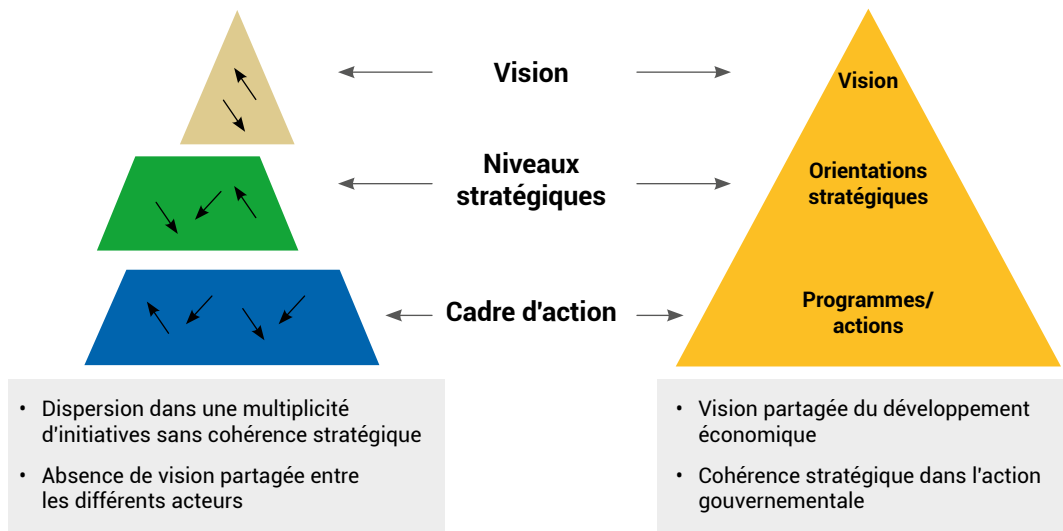 Vision
Niveaux
stratégiques
Cadre d'action
Vision
Orientations
stratégiques
Programmes/
actions
• Dispersion dans une multiplicité
d'initiatives sans cohérence stratégique
• Absence de vision partagée entre
les différents acteurs
• Vision partagée du développement
économique
• Cohérence stratégique dans l'action
gouvernementale